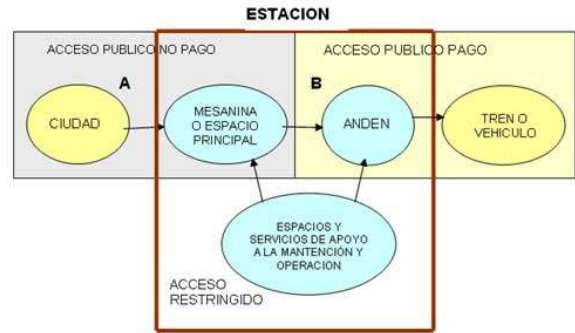 ESTACION
ACCESO PUBLICO NO PAGO
ACCESO PUBLICO PAGO
A
B
CIUDAD
MESANINA
O ESPACIO
PRINCIPAL
ANDEN
TREN O
VEHICULO
ESPACIOS Y
SERVICIOS DE APOYO
A LA MANTENCIÓN Y
OPERACION
ACCESO
RESTRINGIDO